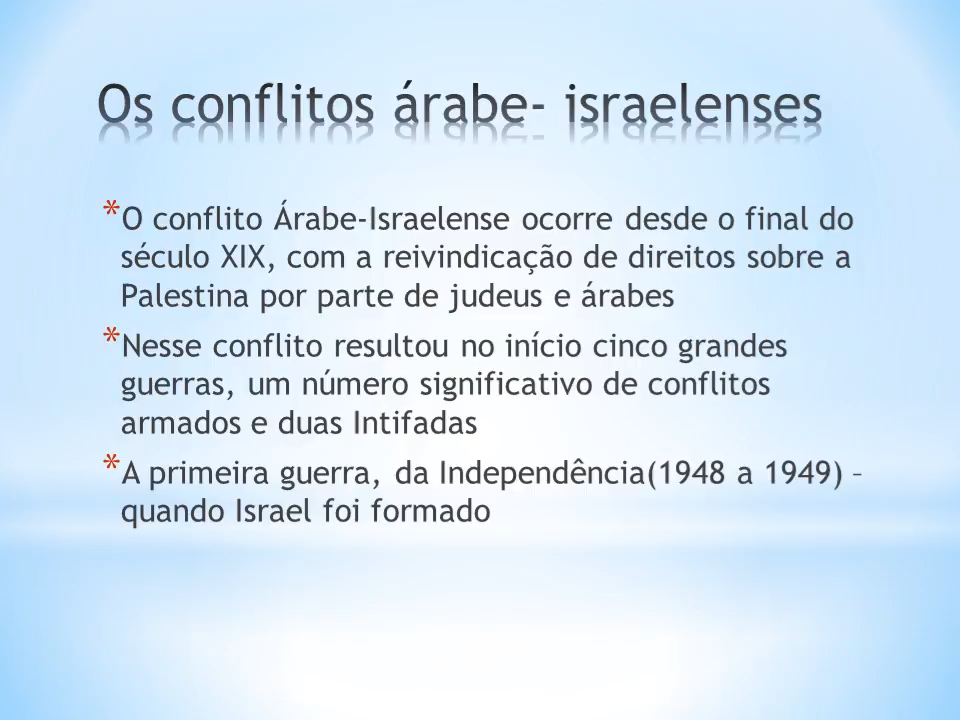 Os conflitos árabe- israelenses
*O conflito Árabe-Israelense ocorre desde o final do
século XIX, com a reivindicação de direitos sobre a
Palestina por parte de judeus e árabes
*Nesse conflito resultou no início cinco grandes
guerras, um número significativo de conflitos
armados e duas Intifadas
*A primeira guerra, da Independência(1948 a 1949) –
quando Israel foi formado